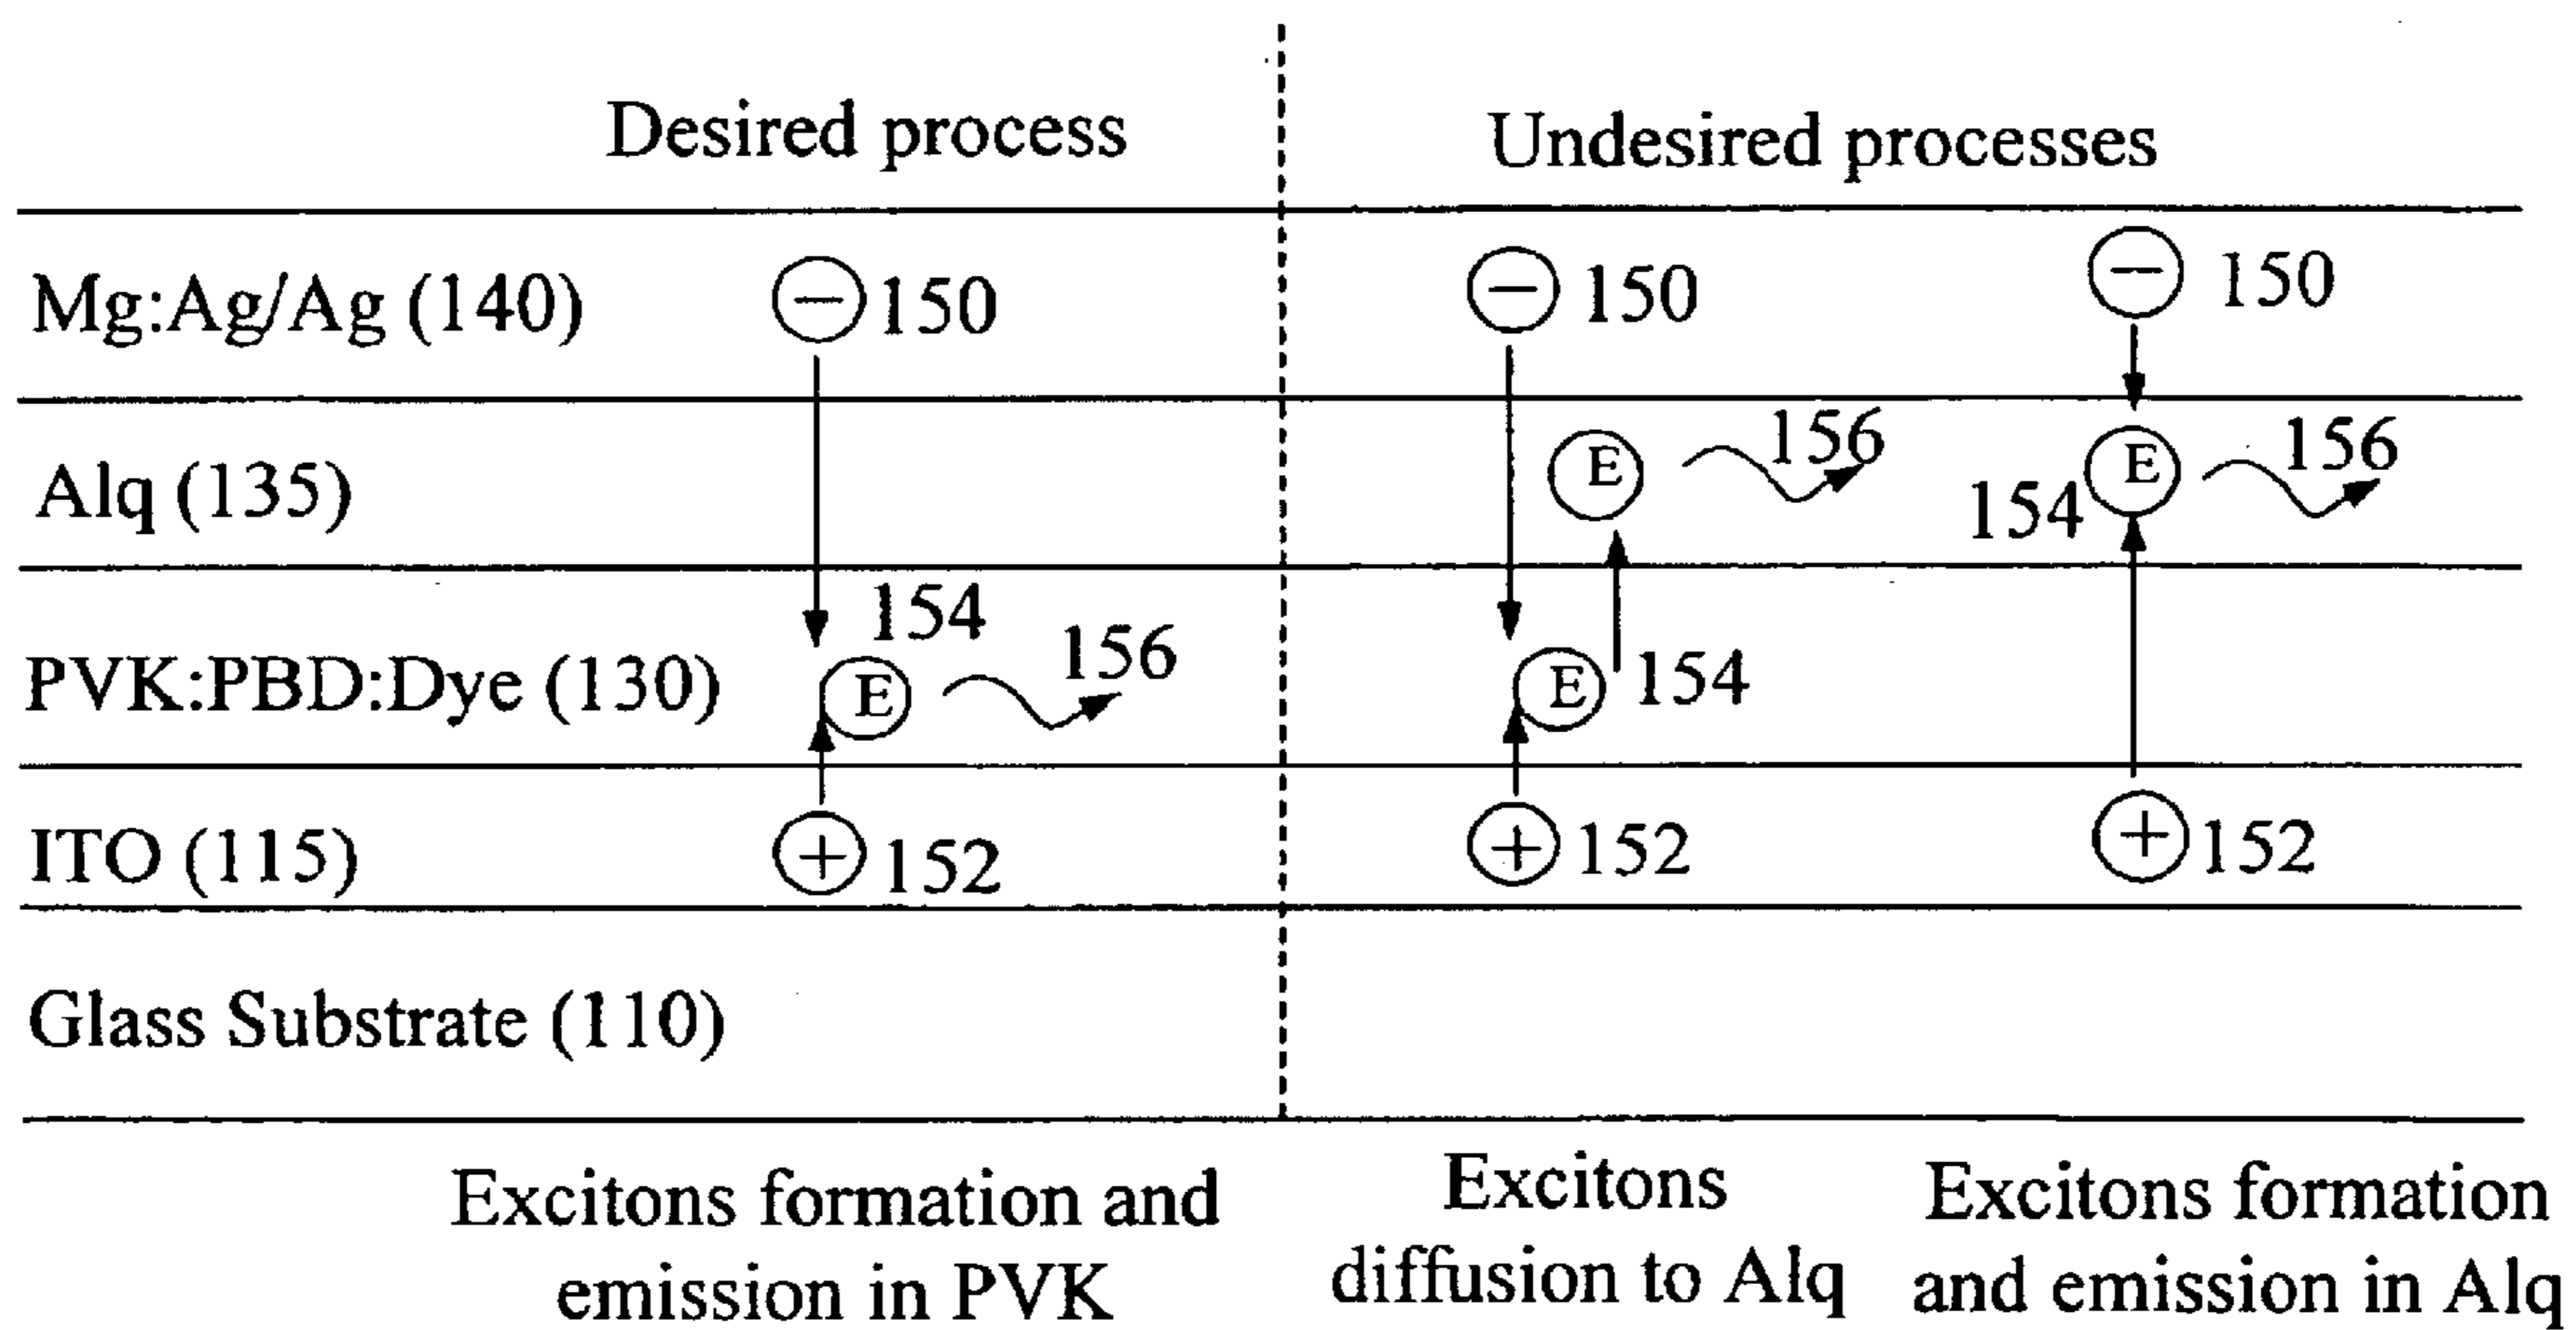 Desired process
Undesired processes
Mg:Ag/Ag (140)
− 150
− 150
− 150
Alq (135)
E
156
154
E
156
PVK:PBD:Dye (130)
154
E
156
E
154
ITO (115)
+ 152
+ 152
+ 152
Glass Substrate (110)
Excitons formation and
emission in PVK
Excitons
diffusion to Alq
Excitons formation
and emission in Alq